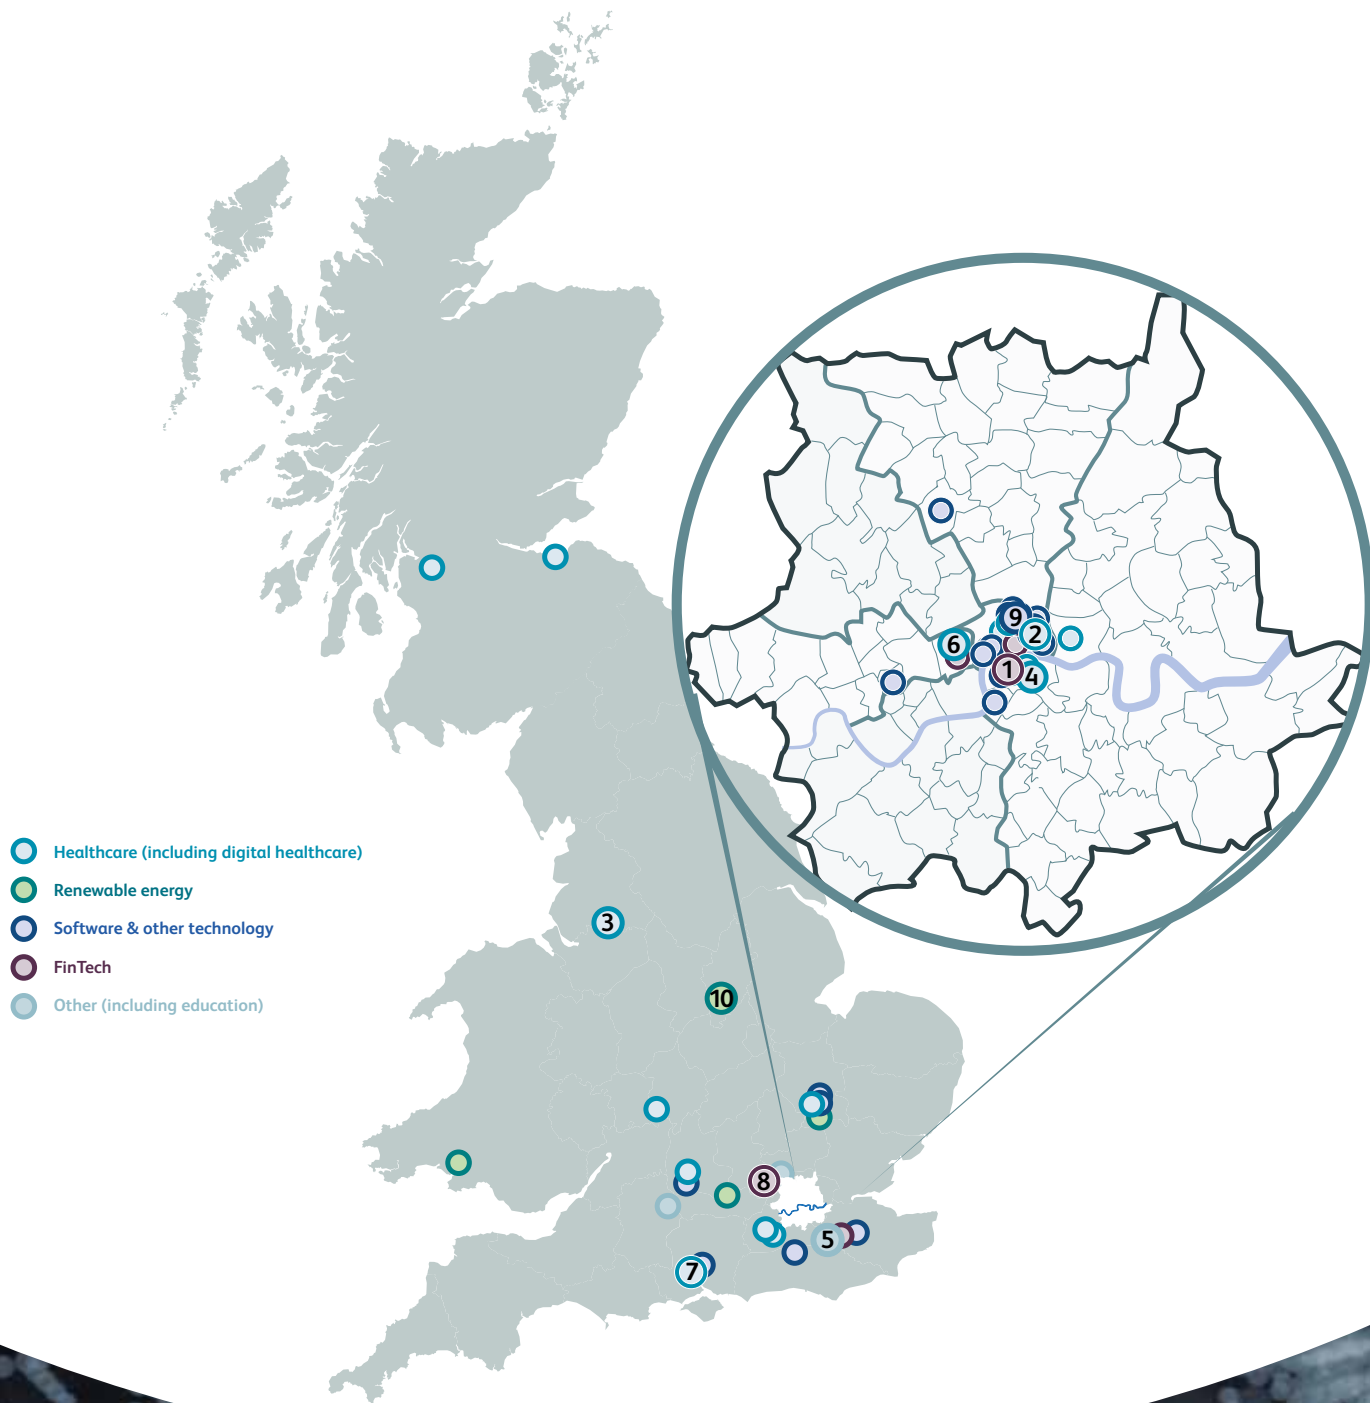 9
2
6
1
4
Healthcare (including digital healthcare)
Renewable energy
Software & other technology
FinTech
Other (including education)
3
10
8
5
7